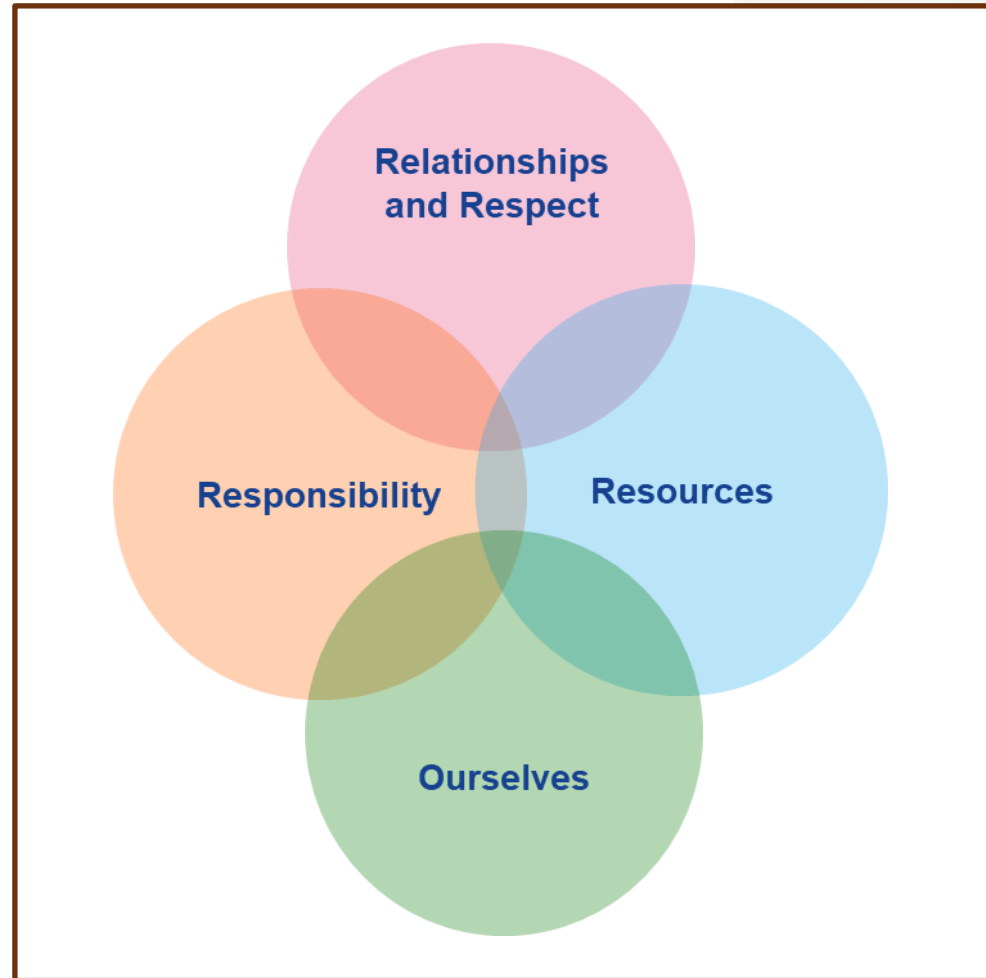 Relationships
and Respect
Responsibility
Resources
Ourselves